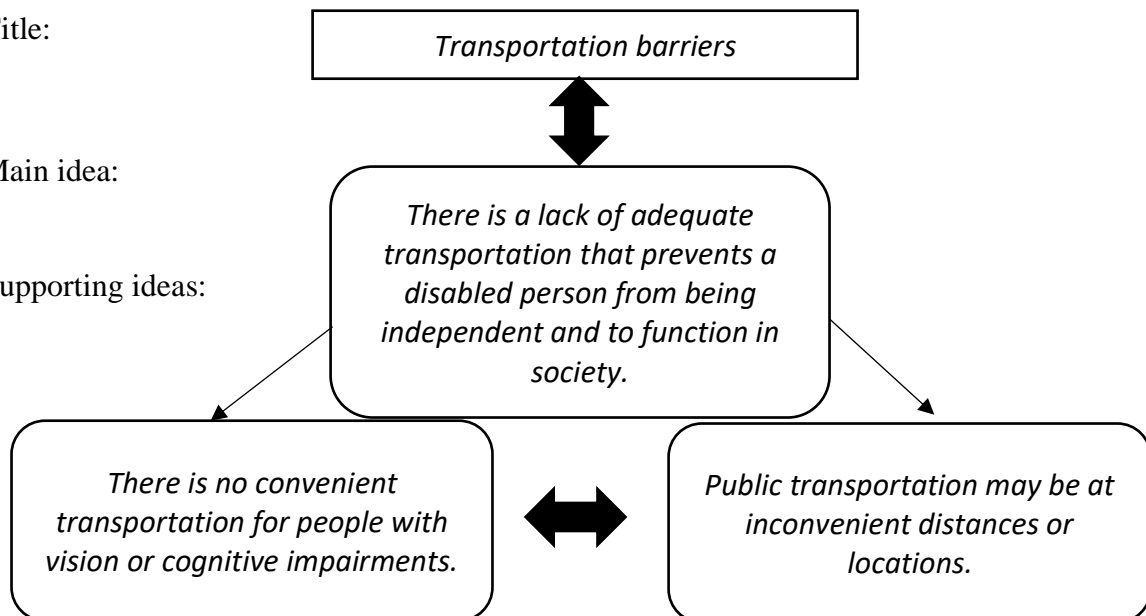 Title:
Transportation barriers
Main idea:
There is a lack of adequate
transportation that prevents a
disabled person from being
independent and to function in
society.
upporting ideas:
There is no convenient
transportation for people with
vision or cognitive impairments.
Public transportation may be at
inconvenient distances or
locations.